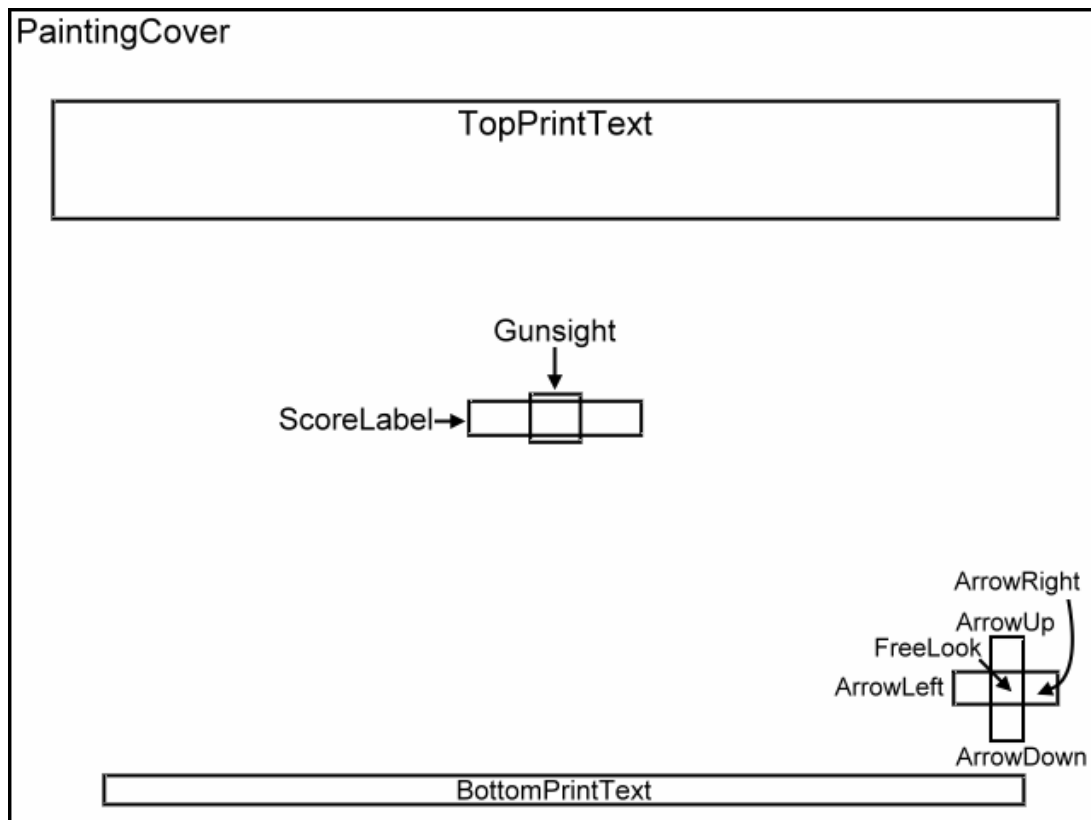 PaintingCover
TopPrintText
Gunsight
ScoreLabel
ArrowRight
ArrowUp
FreeLook
ArrowLeft
ArrowDown
BottomPrintText